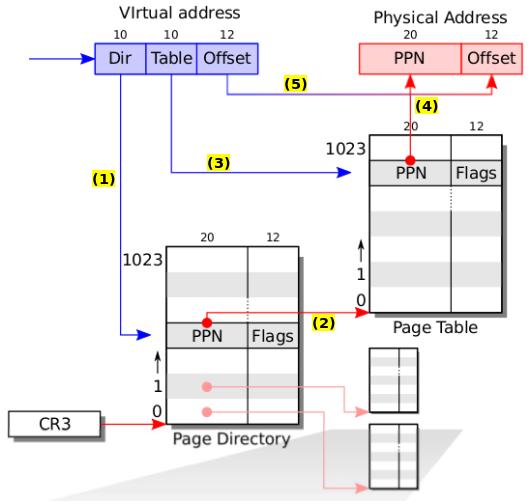 VIrtual address
10 10 12
Dir Table Offset
Physical Address
20 12
PPN Offset
(5)
(4)
(1)
(3)
20 12
1023
PPN Flags
1
0
Page Table
20 12
1023
(2)
PPN Flags
1
0
CR3
Page Directory